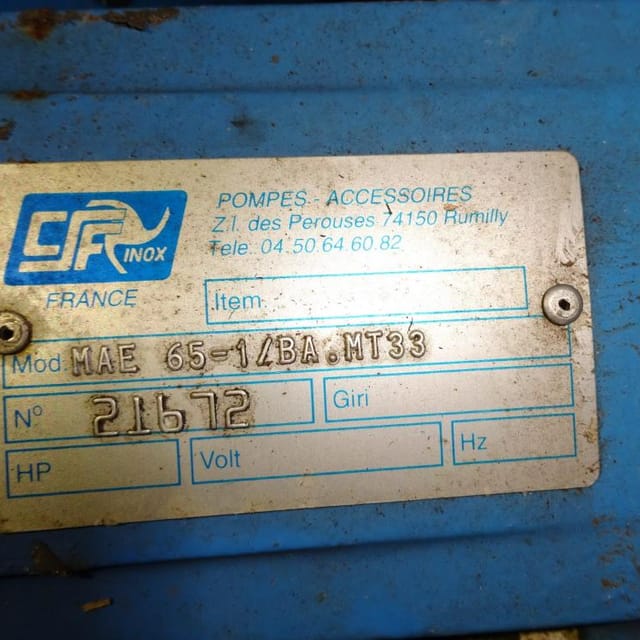 POMPES - ACCESSOIRES
Z.I. des Perouses 74150 Rumilly
Tele. 04.50.64.60.82
INOX
FRANCE
Item
Mod MAE 65-1/BA.MT33
N° 21672
Giri
HP
Volt
Hz